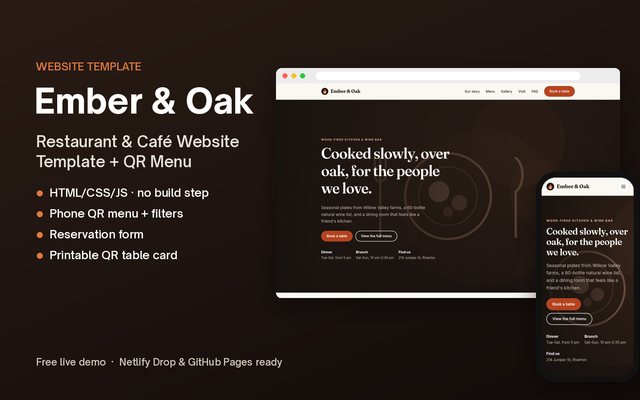 WEBSITE TEMPLATE
Ember & Oak
Restaurant & Café Website
Template + QR Menu
HTML/CSS/JS · no build step
Phone QR menu + filters
Reservation form
Printable QR table card
Free live demo · Netlify Drop & GitHub Pages ready
Ember & Oak
Our story Menu Gallery Visit FAQ Book a table
WOOD-FIRED KITCHEN & WINE BAR
Cooked slowly, over
oak, for the people
we love.
Seasonal plates from Willow Valley farms, a 60-bottle
natural wine list, and a dining room that feels like a
friend's.
Book a table View the full menu
Dinner Brunch Find us
Tue–Sat, from 5 pm Sat–Sun, 10 am–2:30 pm 214 Juniper St, Riverton
Ember & Oak
WOOD-FIRED KITCHEN & WINE BAR
Cooked slowly, over
oak, for the people
we love.
Seasonal plates from Willow Valley
farms, a 60-bottle natural wine list,
and a dining room that feels like a
friend's.
Book a table
View the full menu
Dinner Brunch
Tue–Sat, from 5 pm Sat–Sun, 10 am–2:30 pm
Find us
214 Juniper St, Riverton